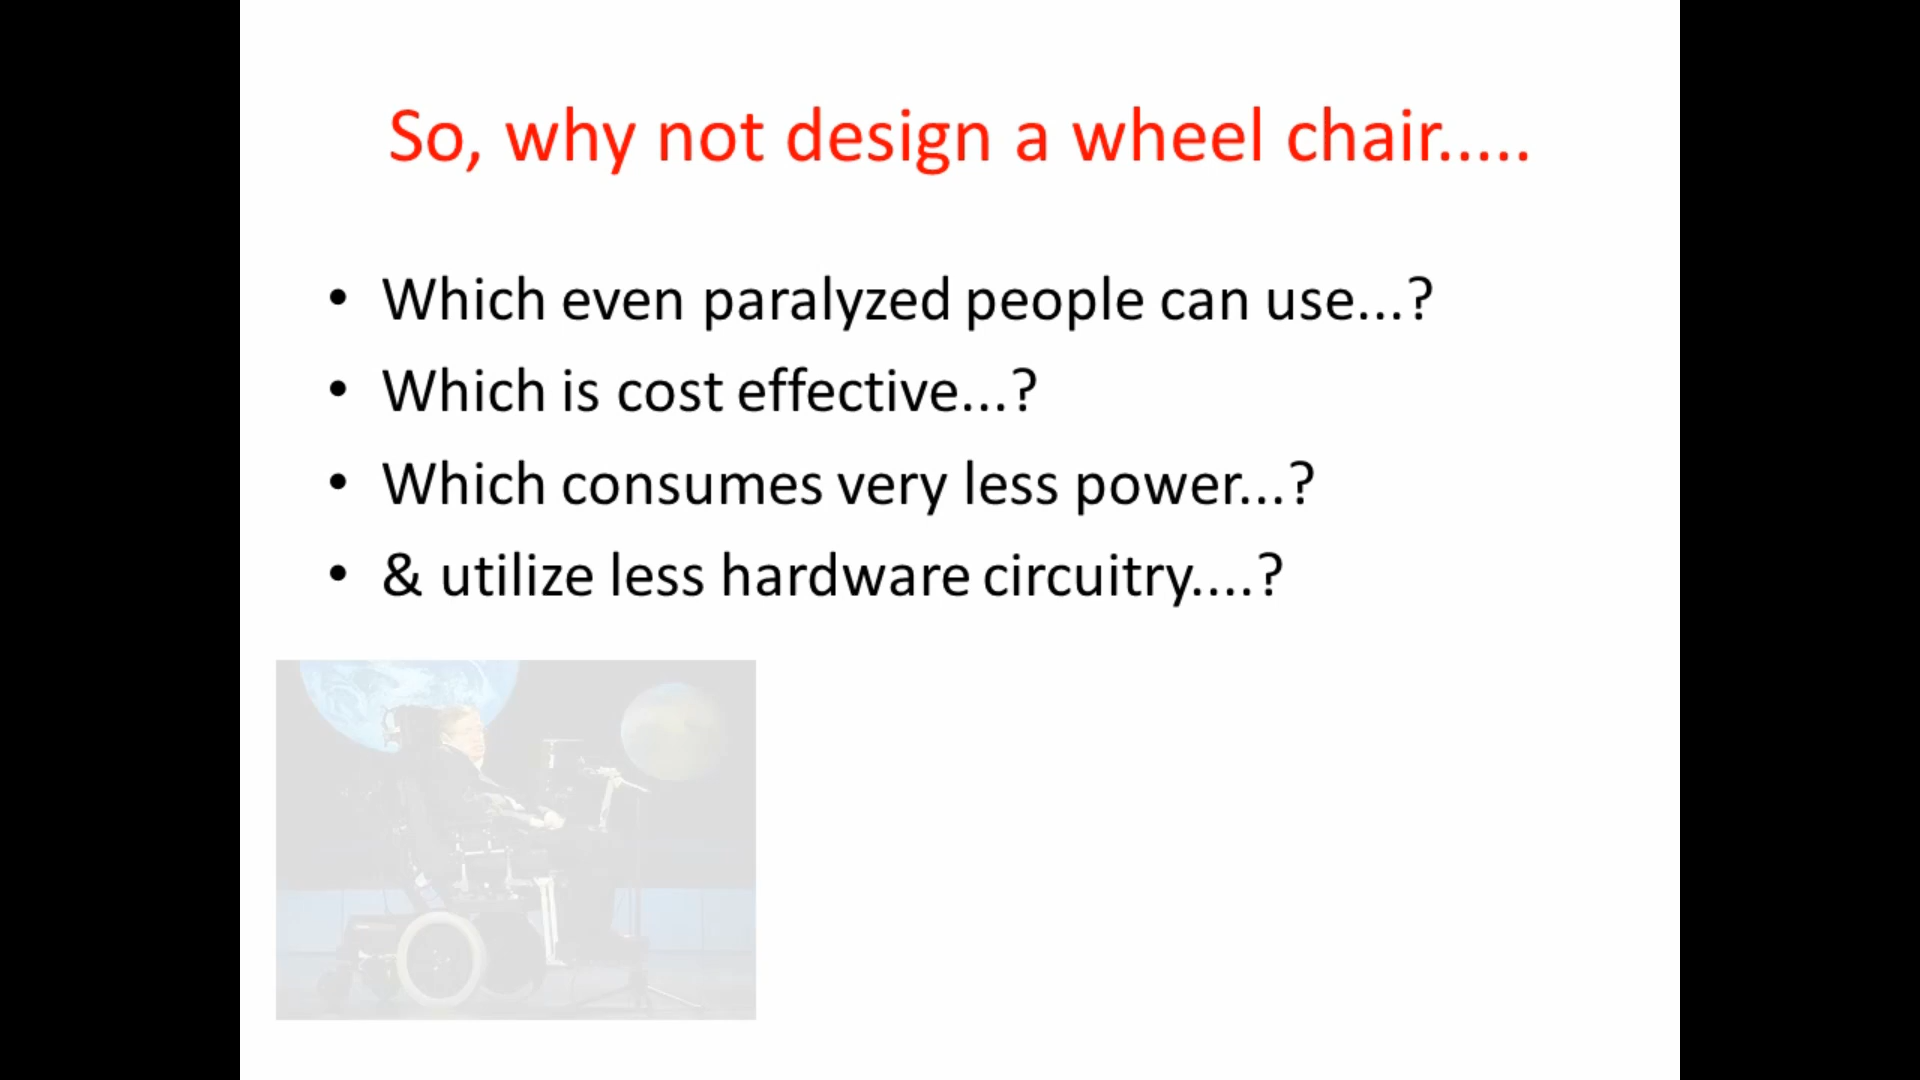 So, why not design a wheel chair.....
• Which even paralyzed people can use...?
• Which is cost effective...?
• Which consumes very less power...?
• & utilize less hardware circuitry....?